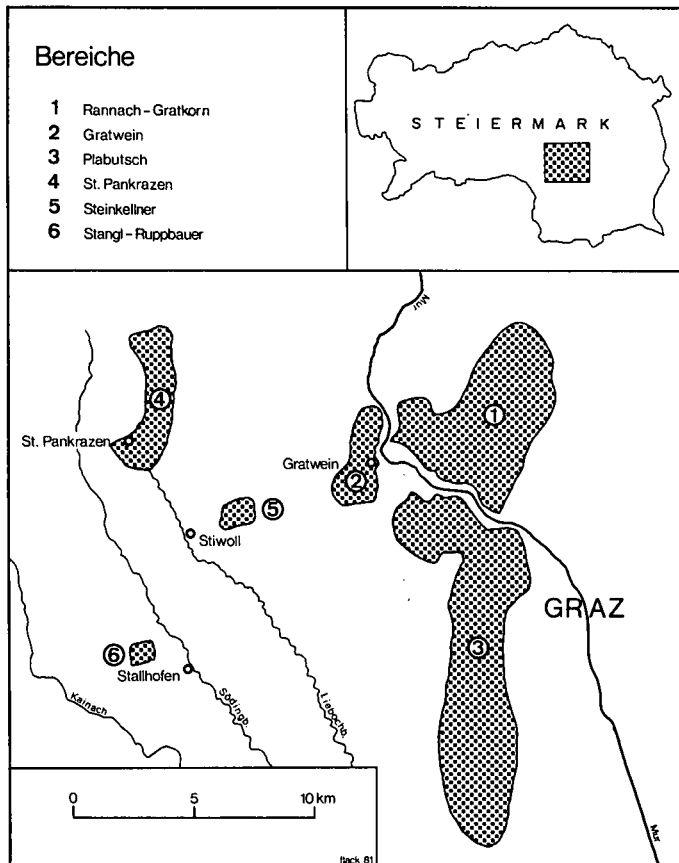 Bereiche
1 Rannach-Gratkorn
2 Gratwein
3 Plabutsch
4 St. Pankrazen
5 Steinkellner
6 Stangl-Ruppbauer
STEIERMARK
Mur
1
4
St. Pankrazen
Gratwein
2
5
Stiwoll
GRAZ
3
6
Stallhofen
Kainach
Södingb.
Liebochb.
0 5 10 km
flack 81
Mur